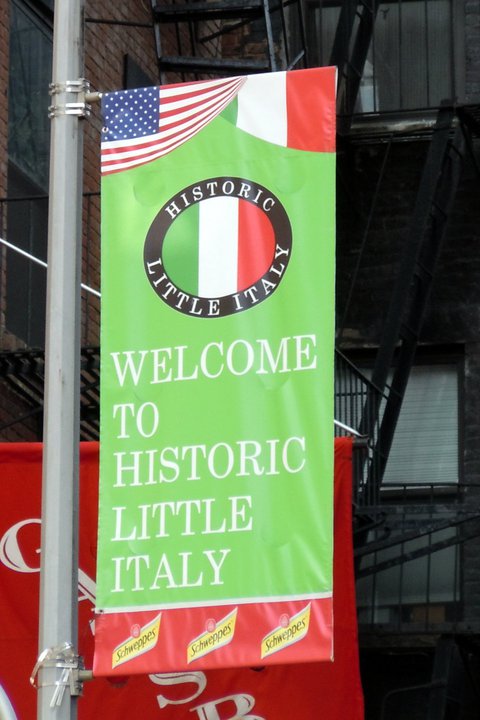 HISTORIC
LITTLE ITALY
WELCOME
TO
HISTORIC
LITTLE
ITALY
Schweppes Schweppes Schweppes